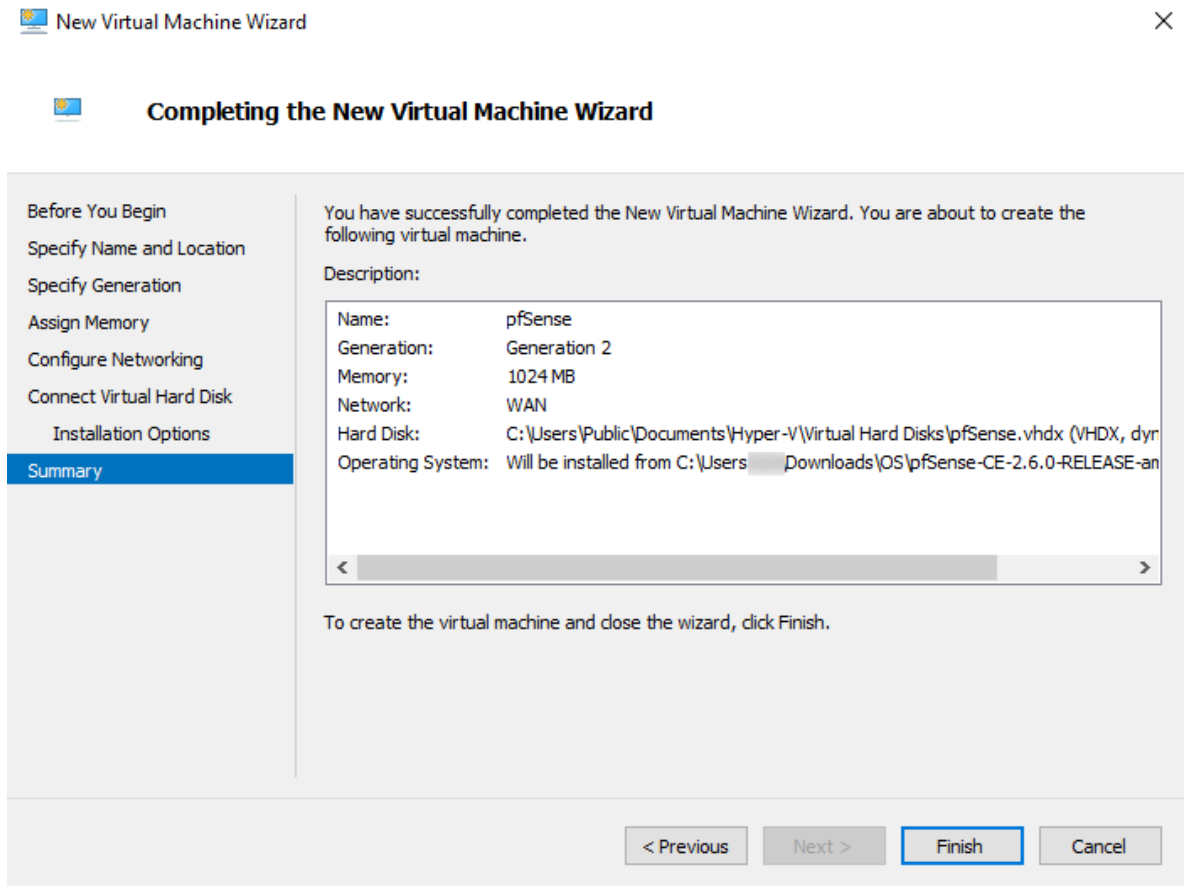 New Virtual Machine Wizard
Completing the New Virtual Machine Wizard
Before You Begin
Specify Name and Location
Specify Generation
Assign Memory
Configure Networking
Connect Virtual Hard Disk
Installation Options
Summary
You have successfully completed the New Virtual Machine Wizard. You are about to create the
following virtual machine.
Description:
Name: pfSense
Generation: Generation 2
Memory: 1024 MB
Network: WAN
Hard Disk: C:\Users\Public\Documents\Hyper-V\Virtual Hard Disks\pfSense.vhdx (VHDX, dyn
Operating System: Will be installed from C:\Users Downloads\OS\pfSense-CE-2.6.0-RELEASE-am
To create the virtual machine and close the wizard, click Finish.
< Previous Next > Finish Cancel